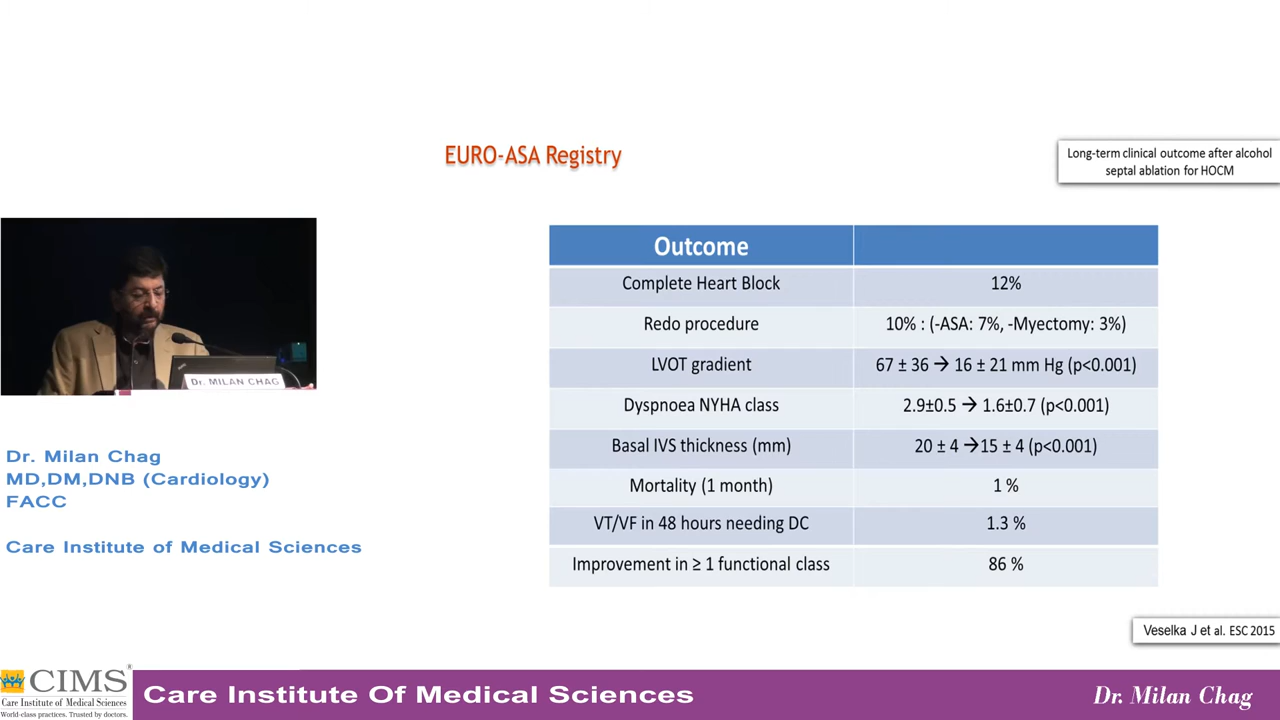 EURO-ASA Registry
Long-term clinical outcome after alcohol
septal ablation for HOCM
Outcome
Complete Heart Block 12%
Redo procedure 10% : (-ASA: 7%, -Myectomy: 3%)
LVOT gradient 67 ± 36 → 16 ± 21 mm Hg (p<0.001)
Dyspnoea NYHA class 2.9±0.5 → 1.6±0.7 (p<0.001)
Basal IVS thickness (mm) 20 ± 4 →15 ± 4 (p<0.001)
Mortality (1 month) 1 %
VT/VF in 48 hours needing DC 1.3 %
Improvement in ≥ 1 functional class 86 %
Dr. MILAN CHAG
Dr. Milan Chag
MD,DM,DNB (Cardiology)
FACC
Care Institute of Medical Sciences
Veselka J et al. ESC 2015
CIMS®
Care Institute of Medical Sciences
World-class practices. Trusted by doctors.
Care Institute Of Medical Sciences
Dr. Milan Chag